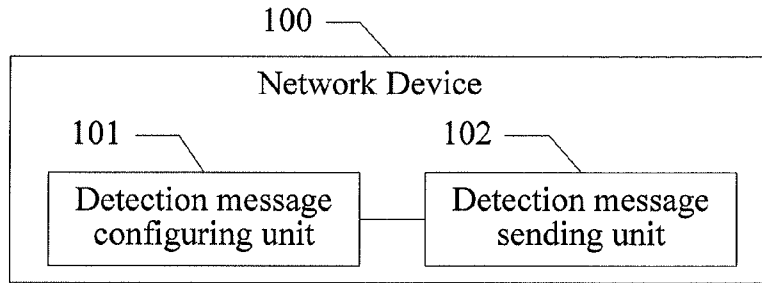 100
Network Device
101
102
Detection message
configuring unit
Detection message
sending unit